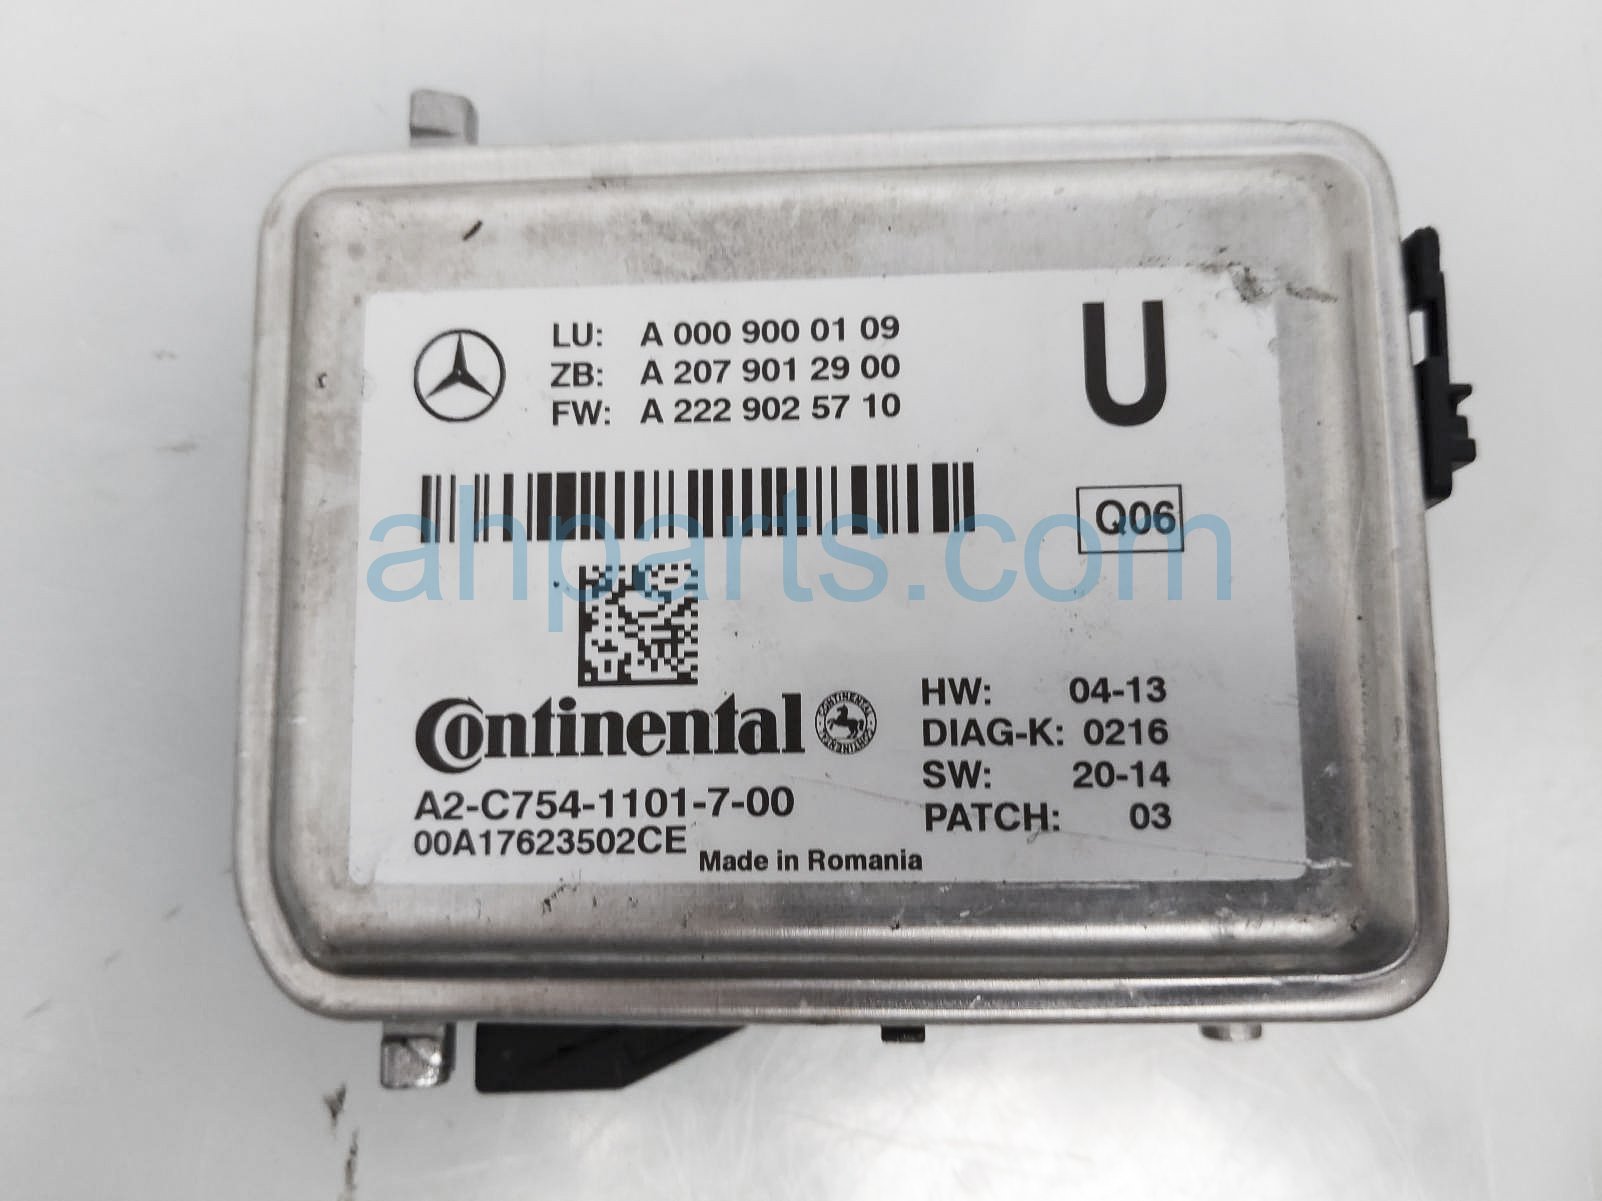 LU: A 000 900 01 09
ZB: A 207 901 29 00
FW: A 222 902 57 10
U
Q06
ahparts.com
Continental
CONTINENTAL CONTINENTAL
HW: 04-13
DIAG-K: 0216
SW: 20-14
PATCH: 03
A2-C754-1101-7-00
00A17623502CE
Made in Romania